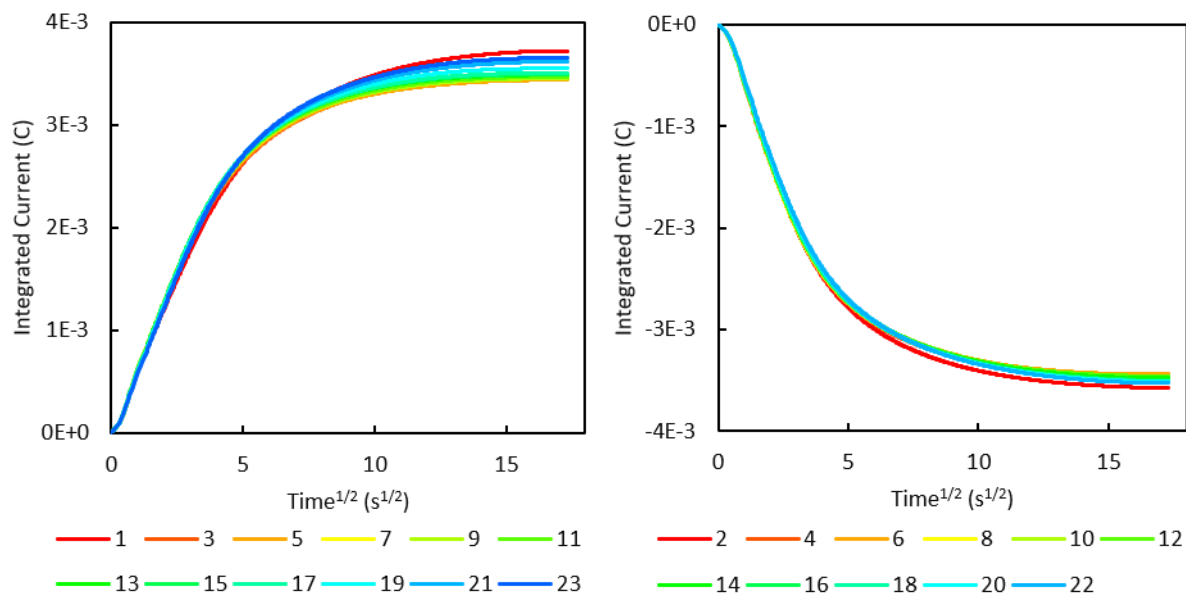 4E-3
3E-3
2E-3
1E-3
0E+0
Integrated Current (C)
0 5 10 15
Time1/2 (s1/2)
1 3 5 7 9 11
13 15 17 19 21 23
0E+0
-1E-3
-2E-3
-3E-3
-4E-3
Integrated Current (C)
0 5 10 15
Time1/2 (s1/2)
2 4 6 8 10 12
14 16 18 20 22